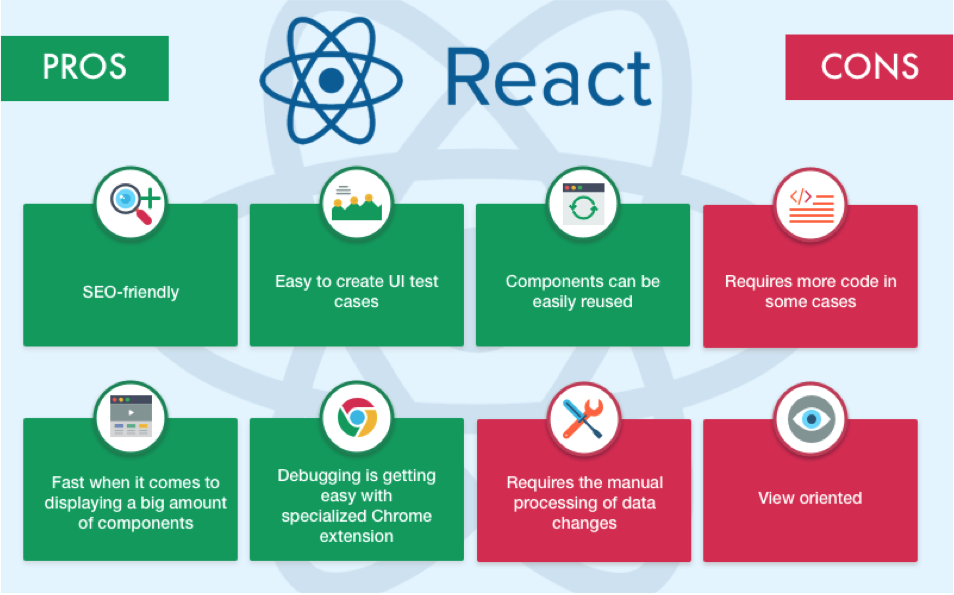 PROS
React
CONS
SEO-friendly
Easy to create UI test
cases
Components can be
easily reused
Requires more code in
some cases
Fast when it comes to
displaying a big amount
of components
Debugging is getting
easy with
specialized Chrome
extension
Requires the manual
processing of data
changes
View oriented